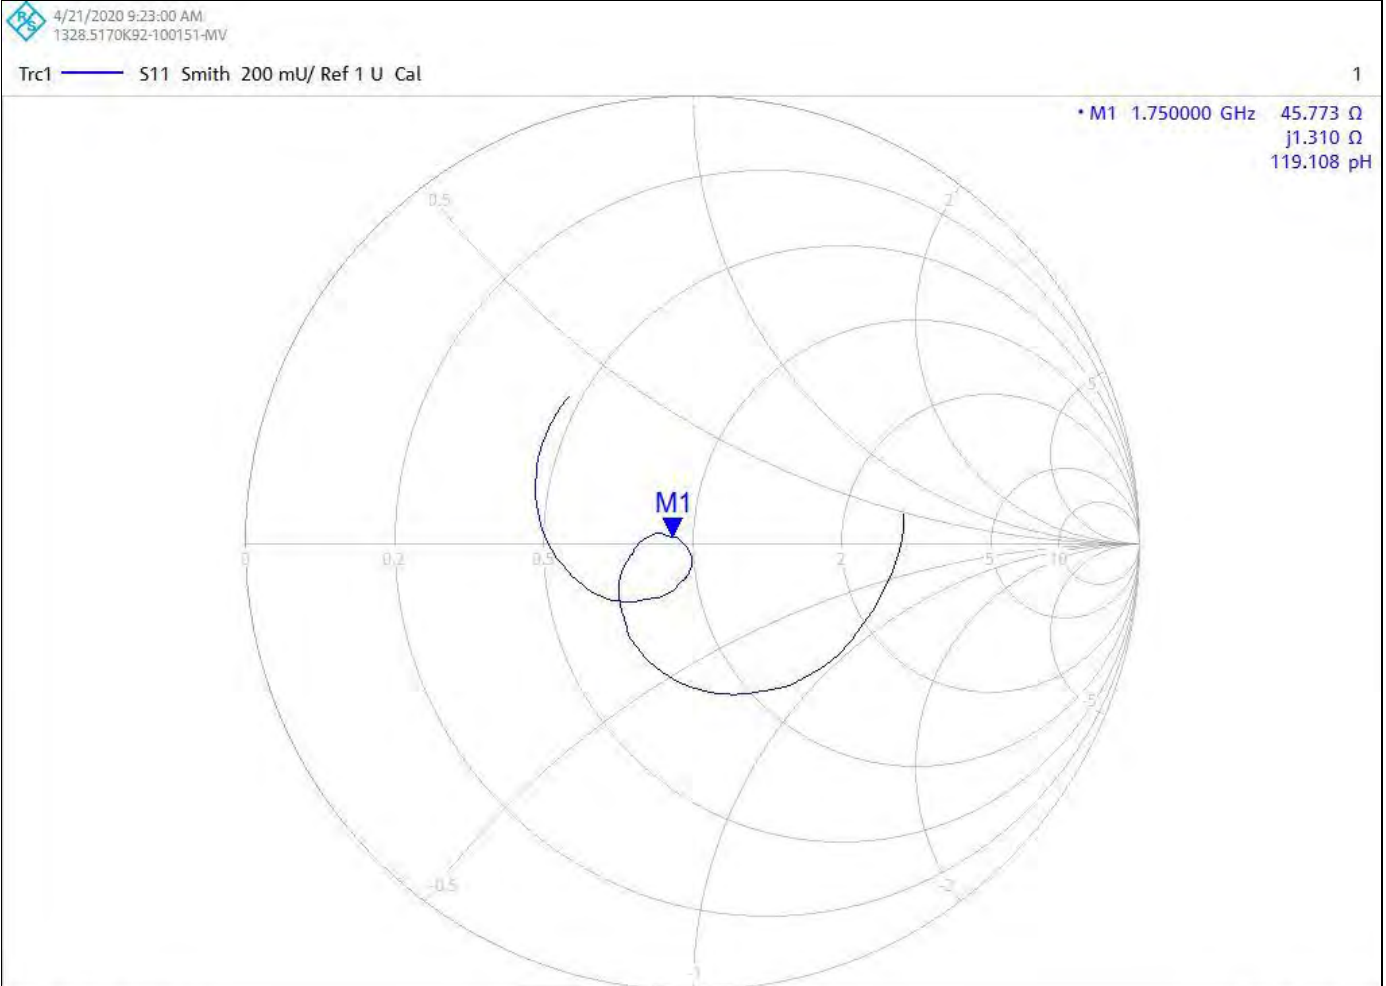 R&S
4/21/2020 9:23:00 AM
1328.5170K92-100151-MV
Trc1 S11 Smith 200 mU/ Ref 1 U Cal 1
• M1 1.750000 GHz 45.773 Ω
j1.310 Ω
119.108 pH
0.5 2
5
M1
0 0.2 0.5 2 5 10
-5
-0.5 -2
-1